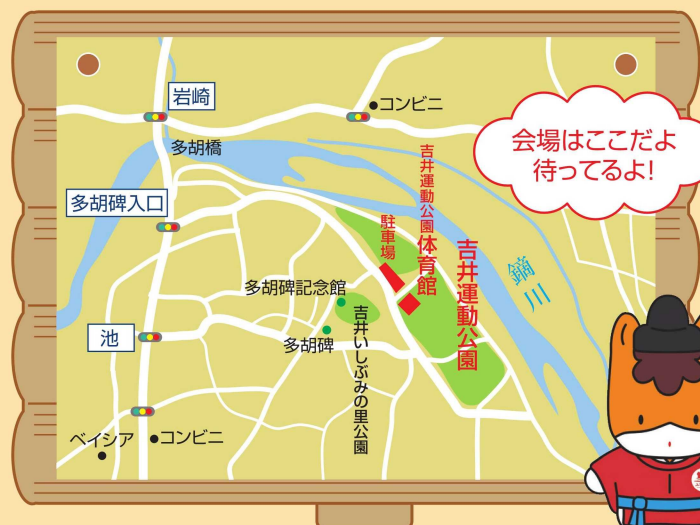 岩崎
コンビニ
多胡橋
会場はここだよ
待ってるよ!
多胡碑入口
吉井運動公園
体育館
駐車場
吉井運動公園
鏑川
多胡碑記念館
多胡碑
吉井いしぶみの里公園
池
ベイシア
コンビニ